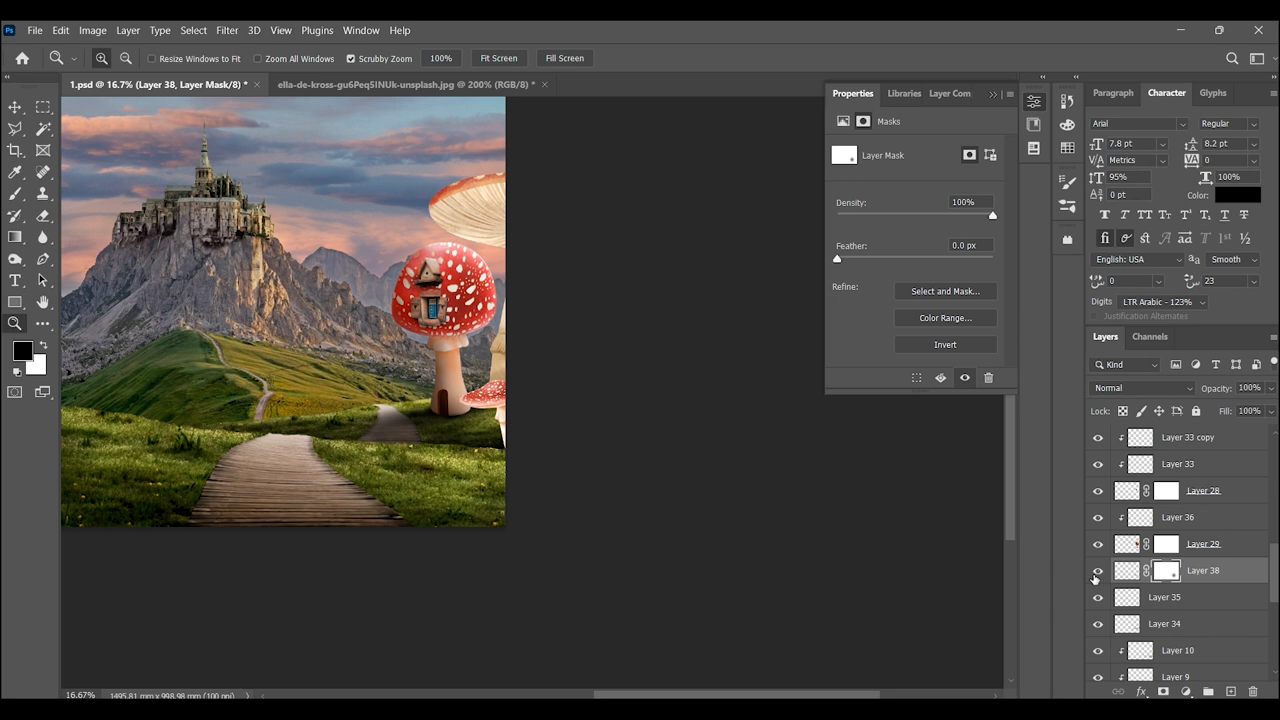 Ps File Edit Image Layer Type Select Filter 3D View Plugins Window Help
Resize Windows to Fit Zoom All Windows Scrubby Zoom 100% Fit Screen Fill Screen
1.psd @ 16.7% (Layer 38, Layer Mask/8) * ella-de-kross-gu6Peq5INUk-unsplash.jpg @ 200% (RGB/8) *
Properties Libraries Layer Com
Masks
Layer Mask
Density: 100%
Feather: 0.0 px
Refine: Select and Mask...
Color Range...
Invert
Paragraph Character Glyphs
Arial Regular
7.8 pt 8.2 pt
Metrics 0
95% 100%
0 pt Color:
English: USA Smooth
0 23
Digits LTR Arabic - 123%
Justification Alternates
Layers Channels
Kind
Normal Opacity: 100%
Lock: Fill: 100%
Layer 33 copy
Layer 33
Layer 28
Layer 36
Layer 29
Layer 38
Layer 35
Layer 34
Layer 10
Layer 9
16.67% 1495.81 mm x 998.98 mm (100 ppi)